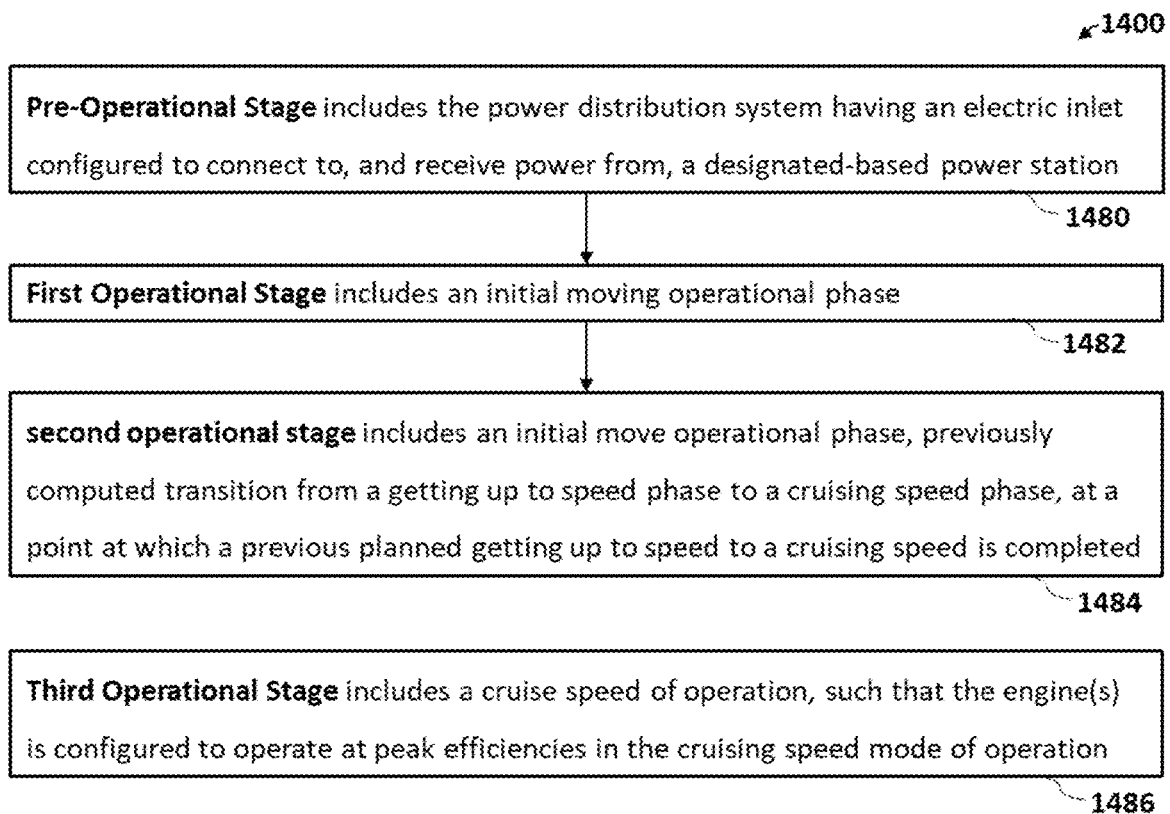 1400
Pre-Operational Stage includes the power distribution system having an electric inlet
configured to connect to, and receive power from, a designated-based power station
1480
First Operational Stage includes an initial moving operational phase
1482
second operational stage includes an initial move operational phase, previously
computed transition from a getting up to speed phase to a cruising speed phase, at a
point at which a previous planned getting up to speed to a cruising speed is completed
1484
Third Operational Stage includes a cruise speed of operation, such that the engine(s)
is configured to operate at peak efficiencies in the cruising speed mode of operation
1486